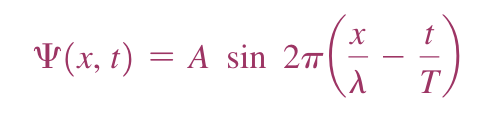 Ψ(x, t) = A sin 2π(x/λ − t/T)